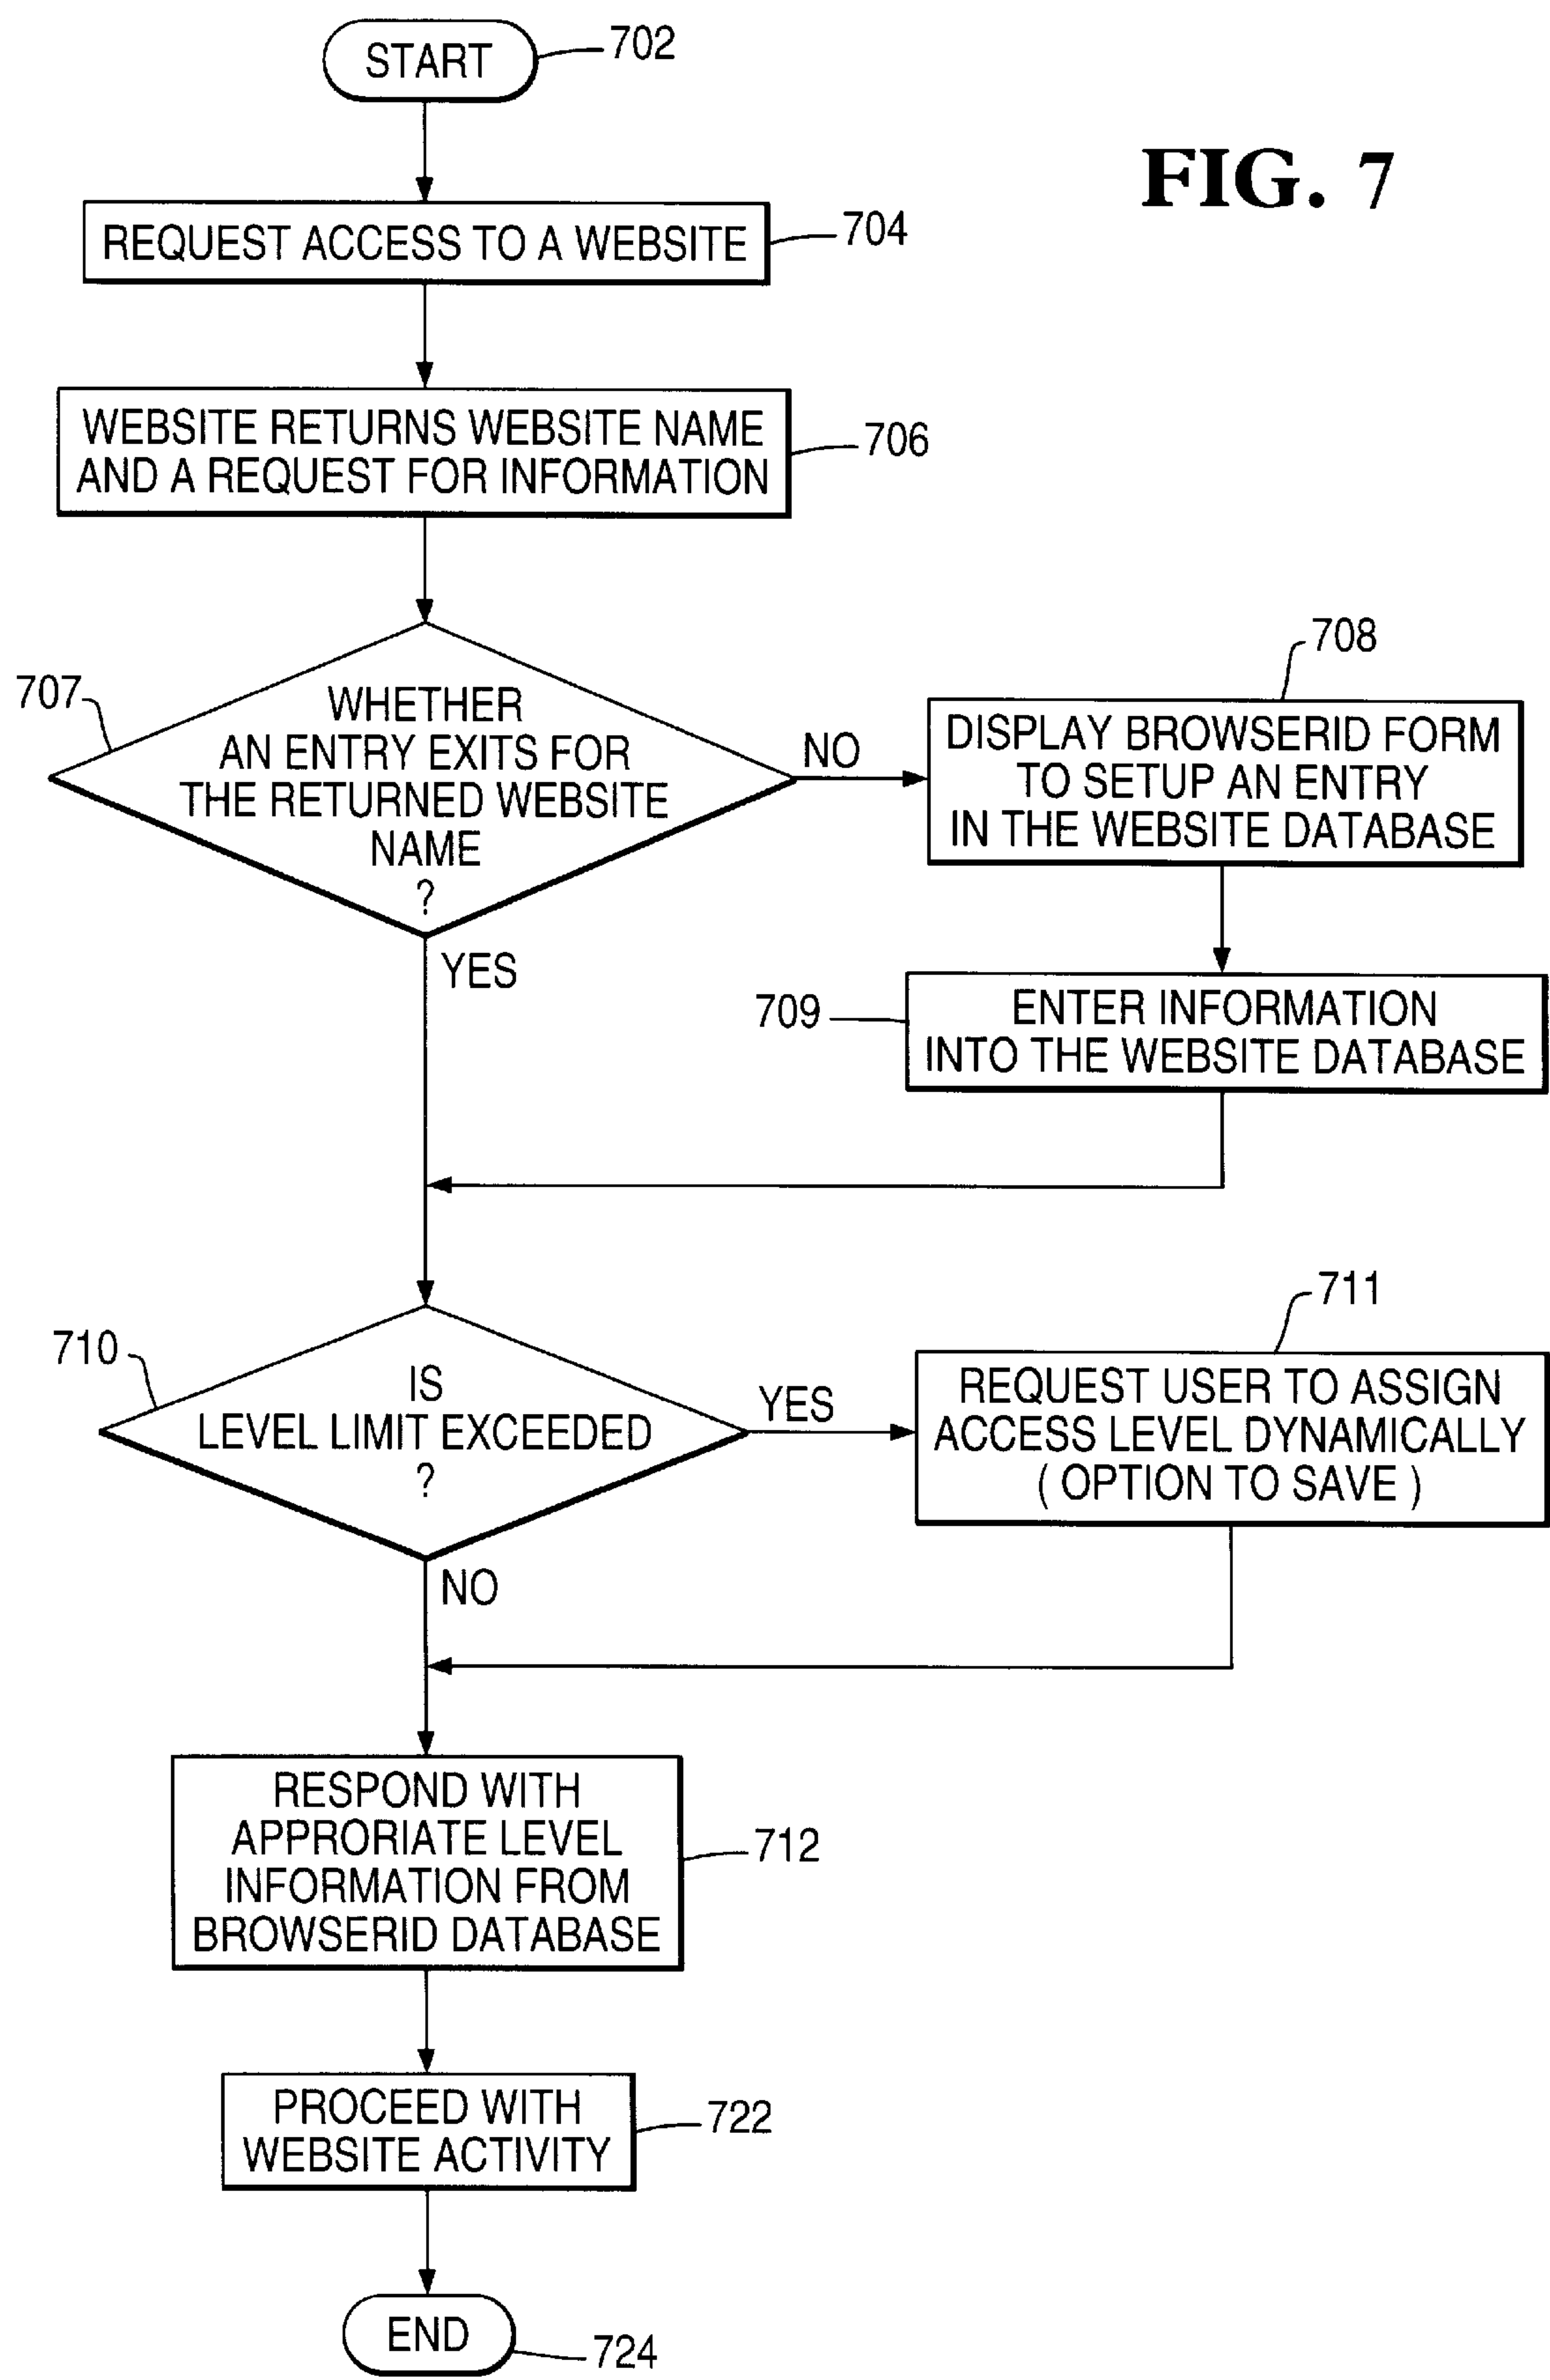 START
702
FIG. 7
REQUEST ACCESS TO A WEBSITE
704
WEBSITE RETURNS WEBSITE NAME
AND A REQUEST FOR INFORMATION
706
707
WHETHER
AN ENTRY EXITS FOR
THE RETURNED WEBSITE
NAME
?
NO
YES
708
DISPLAY BROWSERID FORM
TO SETUP AN ENTRY
IN THE WEBSITE DATABASE
709
ENTER INFORMATION
INTO THE WEBSITE DATABASE
710
IS
LEVEL LIMIT EXCEEDED
?
YES
NO
711
REQUEST USER TO ASSIGN
ACCESS LEVEL DYNAMICALLY
( OPTION TO SAVE )
RESPOND WITH
APPRORIATE LEVEL
INFORMATION FROM
BROWSERID DATABASE
712
PROCEED WITH
WEBSITE ACTIVITY
722
END
724